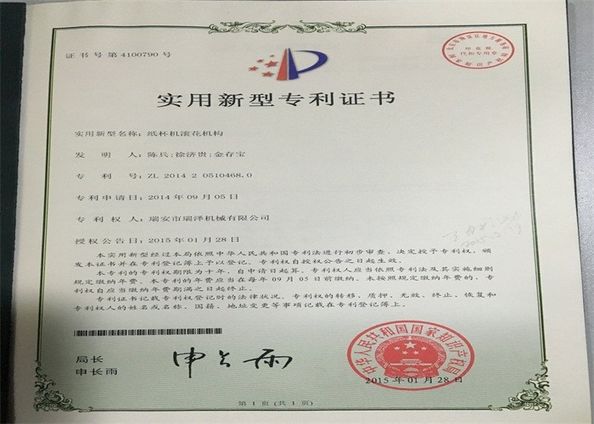 证书号第4100790号
实用新型专利证书
实用新型名称：纸杯机滚花机构
发 明 人：陈兵;徐济贵;金存宝
专 利 号：ZL 2014 2 0510468.0
专利申请日：2014年09月05日
专 利 权 人：瑞安市瑞泽机械有限公司
授权公告日：2015年01月28日
本实用新型经过本局依照中华人民共和国专利法进行初步审查，决定授予专利权，颁
发本证书并在专利登记簿上予以登记。专利权自授权公告之日起生效。
本专利的专利权期限为十年，自申请日起算。专利权人应当依照专利法及其实施细则
规定缴纳年费。本专利的年费应当在每年09月05日前缴纳。未按照规定缴纳年费的，专
利权自应当缴纳年费期满之日起终止。
专利证书记载专利权登记时的法律状况。专利权的转移、质押、无效、终止、恢复和
专利权人的姓名或名称、国籍、地址变更等事项记载在专利登记簿上。
局长
申长雨
申长雨
中华人民共和国国家知识产权局
2015年01月28日
第1页(共1页)